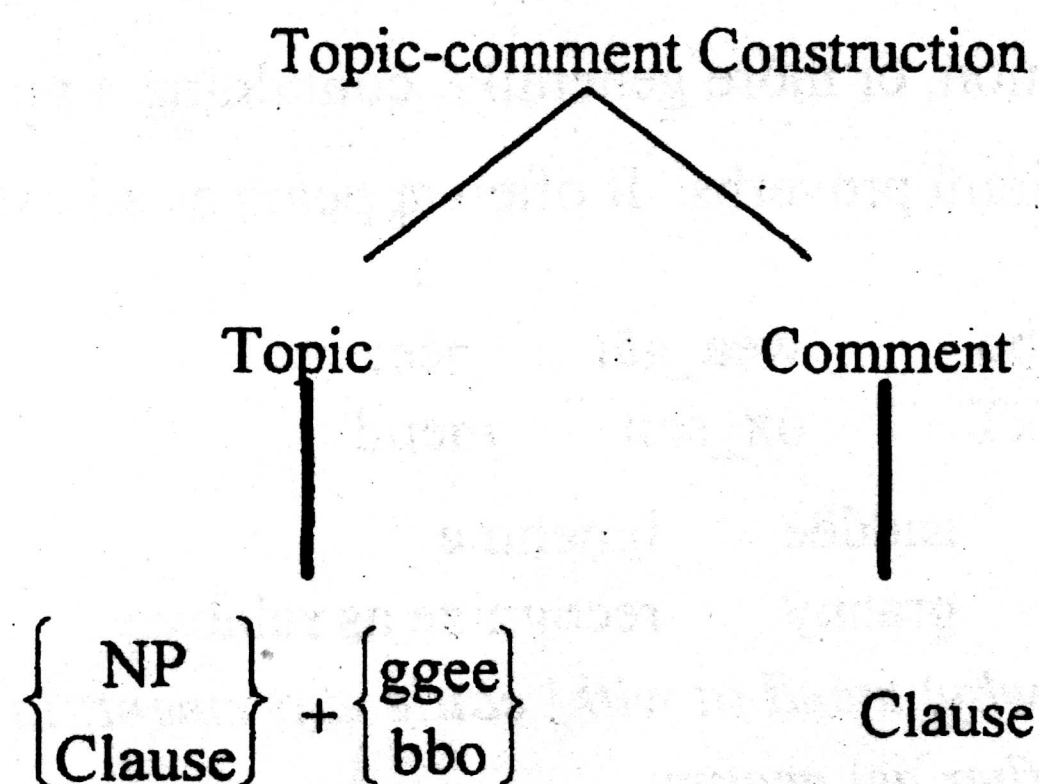 Topic-comment Construction
Topic Comment
{NP} + {ggee} Clause
{Clause} {bbo}